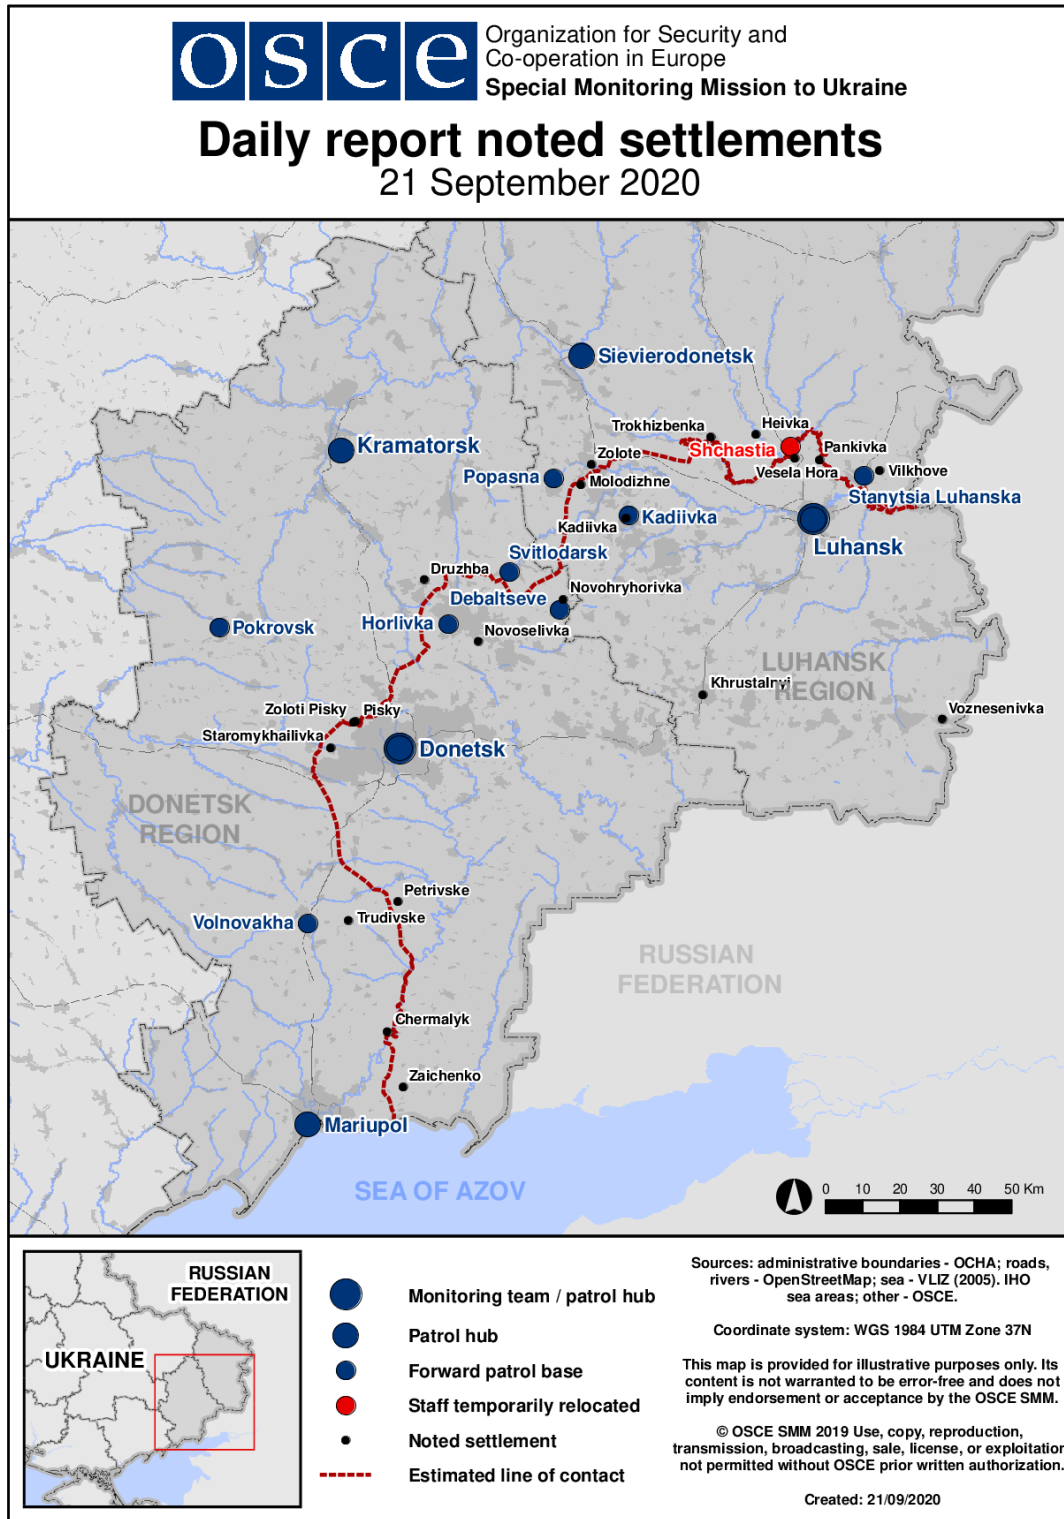 osce
Organization for Security and
Co-operation in Europe
Special Monitoring Mission to Ukraine
Daily report noted settlements
21 September 2020
Sievierodonetsk
Trokhizbenka
Heivka
Kramatorsk
Shchastia
Zolote
Pankivka
Vesela Hora
Popasna
Molodizhne
Vilkhove
Stanytsia Luhanska
Kadiivka
Kadiivka
Luhansk
Svitlodarsk
Druzhba
Novohryhorivka
Debaltseve
Horlivka
Pokrovsk
Novoselivka
LUHANSK
REGION
Khrustalnyi
Voznesenivka
Zoloti Pisky
Pisky
Staromykhailivka
Donetsk
DONETSK
REGION
Petrivske
Trudivske
Volnovakha
RUSSIAN
FEDERATION
Chermalyk
Zaichenko
Mariupol
SEA OF AZOV
0 10 20 30 40 50 Km
RUSSIAN
FEDERATION
UKRAINE
Monitoring team / patrol hub
Patrol hub
Forward patrol base
Staff temporarily relocated
Noted settlement
Estimated line of contact
Sources: administrative boundaries - OCHA; roads,
rivers - OpenStreetMap; sea - VLIZ (2005). IHO
sea areas; other - OSCE.
Coordinate system: WGS 1984 UTM Zone 37N
This map is provided for illustrative purposes only. Its
content is not warranted to be error-free and does not
imply endorsement or acceptance by the OSCE SMM.
© OSCE SMM 2019 Use, copy, reproduction,
transmission, broadcasting, sale, license, or exploitation
not permitted without OSCE prior written authorization.
Created: 21/09/2020